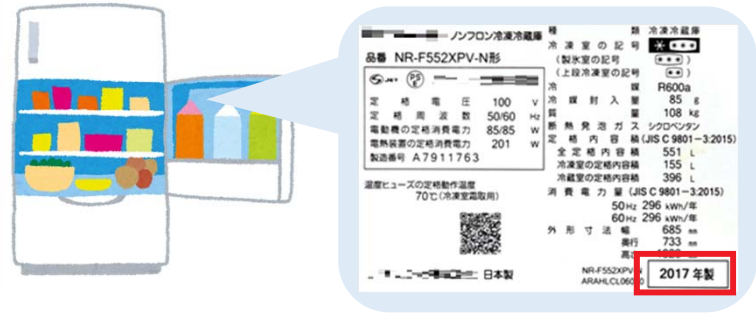 ノンフロン冷凍冷蔵庫
品番 NR-F552XPV-N形
S JET PSE
定格電圧 100 V
定格周波数 50/60 Hz
電動機の定格消費電力 85/85 W
電熱装置の定格消費電力 201 W
製造番号 A7911763
温度ヒューズの定格動作温度
70℃(冷凍室霜取用)
日本製
種類 冷凍冷蔵庫
冷凍室の記号
(製氷室の記号 )
(上段冷凍室の記号 )
冷媒 R600a
冷媒封入量 85 g
質量 108 kg
断熱発泡ガス シクロペンタン
定格内容積(JIS C 9801-3:2015)
全定格内容積 551 L
冷凍室の定格内容積 155 L
冷蔵室の定格内容積 396 L
消費電力量(JIS C 9801-3:2015)
50Hz 296 kWh/年
60Hz 296 kWh/年
外形寸法 幅 685 mm
奥行 733 mm
高さ mm
NR-F552XPV-N
2017 年製